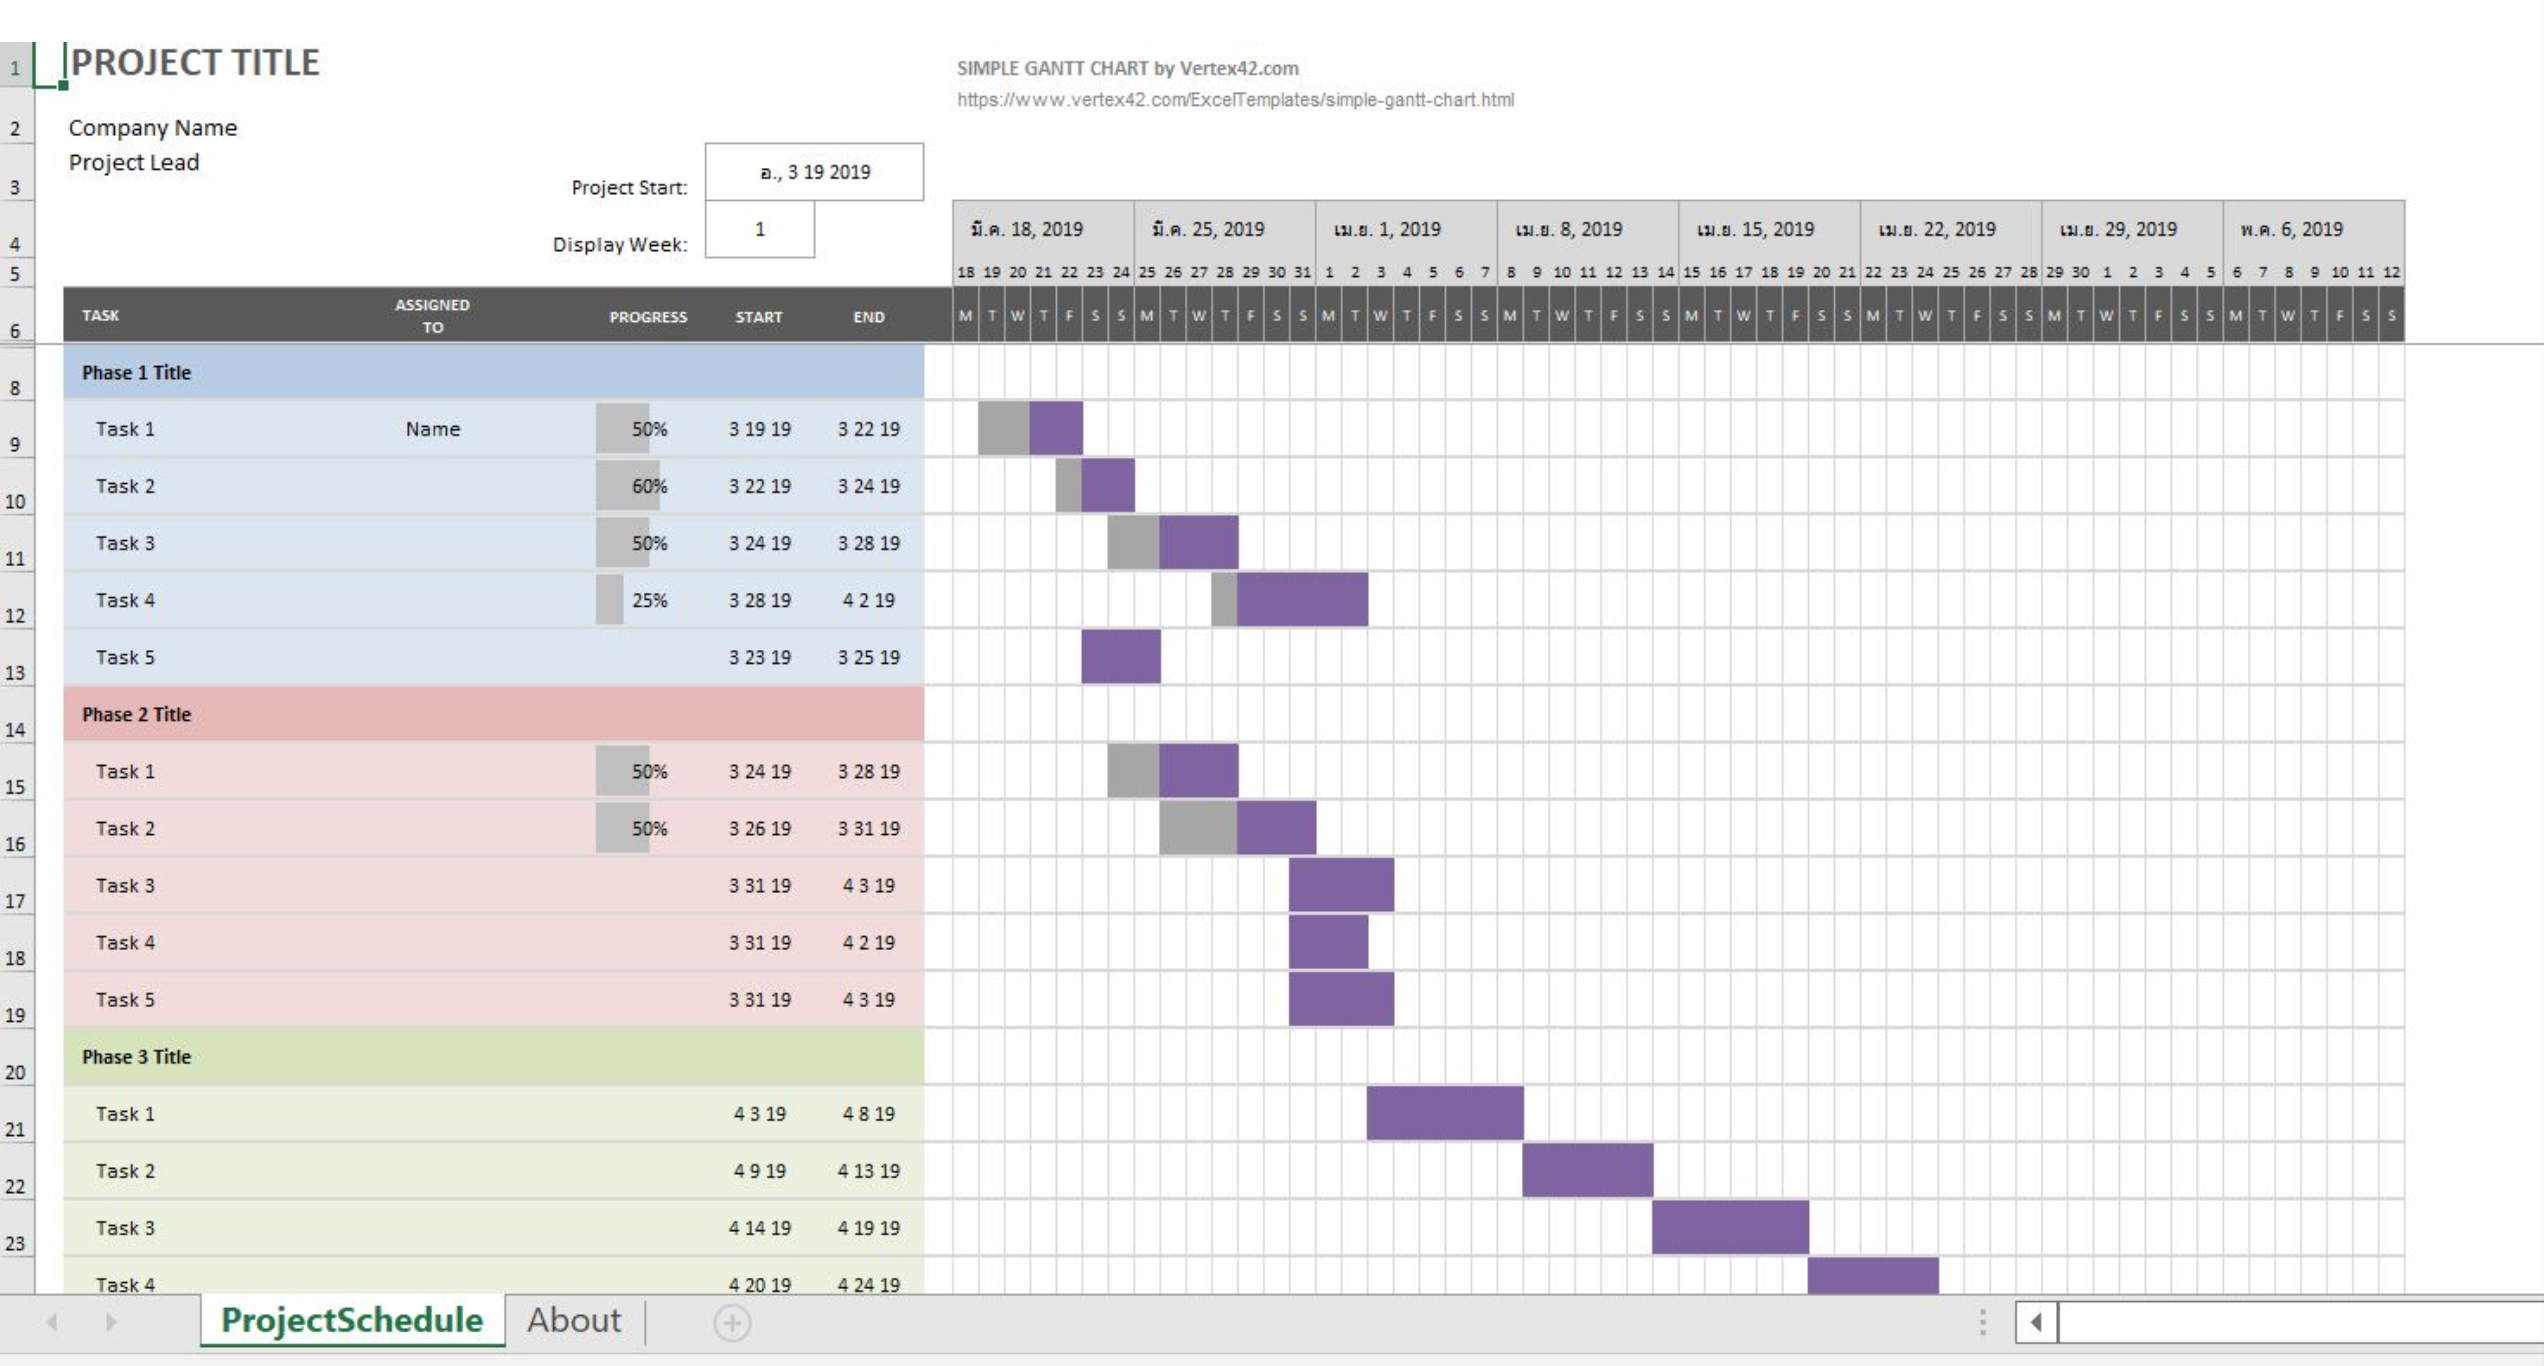 1
PROJECT TITLE
SIMPLE GANTT CHART by Vertex42.com
https://www.vertex42.com/ExcelTemplates/simple-gantt-chart.html
2
Company Name
Project Lead
3
Project Start:
อ., 3 19 2019
4
Display Week:
1
มี.ค. 18, 2019 มี.ค. 25, 2019 เม.ย. 1, 2019 เม.ย. 8, 2019 เม.ย. 15, 2019 เม.ย. 22, 2019 เม.ย. 29, 2019 พ.ค. 6, 2019
5
18 19 20 21 22 23 24 25 26 27 28 29 30 31 1 2 3 4 5 6 7 8 9 10 11 12 13 14 15 16 17 18 19 20 21 22 23 24 25 26 27 28 29 30 1 2 3 4 5 6 7 8 9 10 11 12
6
TASK ASSIGNED TO PROGRESS START END M T W T F S S M T W T F S S M T W T F S S M T W T F S S M T W T F S S M T W T F S S M T W T F S S M T W T F S S
8 Phase 1 Title
9 Task 1 Name 50% 3 19 19 3 22 19
10 Task 2 60% 3 22 19 3 24 19
11 Task 3 50% 3 24 19 3 28 19
12 Task 4 25% 3 28 19 4 2 19
13 Task 5 3 23 19 3 25 19
14 Phase 2 Title
15 Task 1 50% 3 24 19 3 28 19
16 Task 2 50% 3 26 19 3 31 19
17 Task 3 3 31 19 4 3 19
18 Task 4 3 31 19 4 2 19
19 Task 5 3 31 19 4 3 19
20 Phase 3 Title
21 Task 1 4 3 19 4 8 19
22 Task 2 4 9 19 4 13 19
23 Task 3 4 14 19 4 19 19
Task 4 4 20 19 4 24 19
ProjectSchedule About